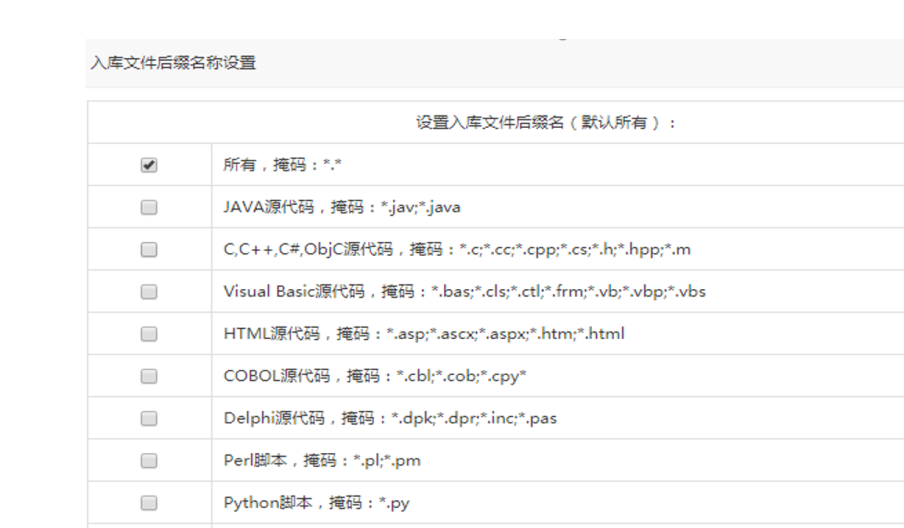 入库文件后缀名称设置
设置入库文件后缀名（默认所有）：
所有，掩码：*.*
JAVA源代码，掩码：*.jav;*.java
C,C++,C#,ObjC源代码，掩码：*.c;*.cc;*.cpp;*.cs;*.h;*.hpp;*.m
Visual Basic源代码，掩码：*.bas;*.cls;*.ctl;*.frm;*.vb;*.vbp;*.vbs
HTML源代码，掩码：*.asp;*.ascx;*.aspx;*.htm;*.html
COBOL源代码，掩码：*.cbl;*.cob;*.cpy*
Delphi源代码，掩码：*.dpk;*.dpr;*.inc;*.pas
Perl脚本，掩码：*.pl;*.pm
Python脚本，掩码：*.py